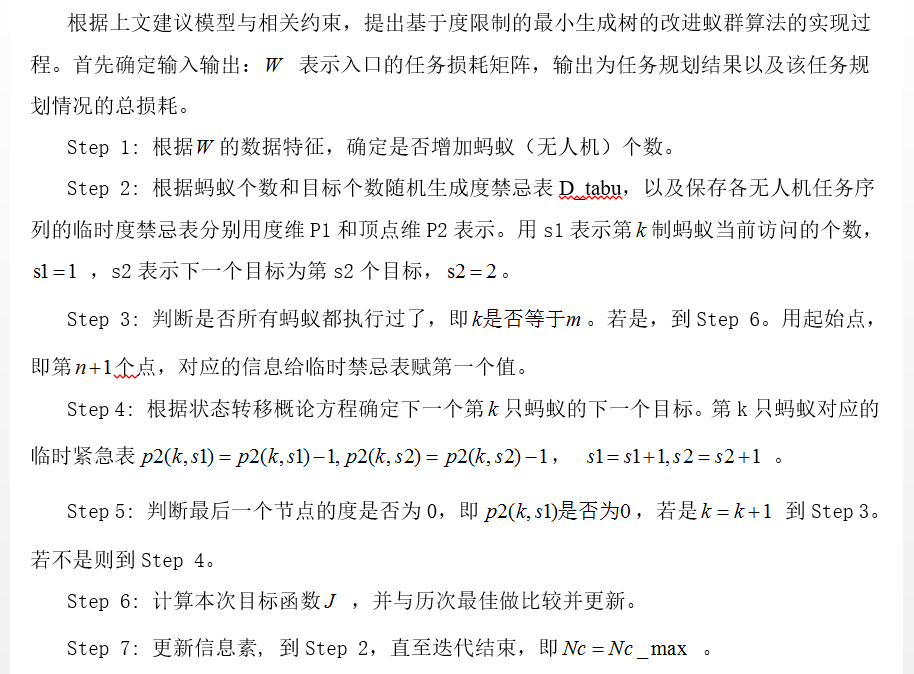 根据上文建议模型与相关约束，提出基于度限制的最小生成树的改进蚁群算法的实现过
程。首先确定输入输出：W 表示入口的任务损耗矩阵，输出为任务规划结果以及该任务规
划情况的总损耗。
Step 1: 根据W的数据特征，确定是否增加蚂蚁（无人机）个数。
Step 2: 根据蚂蚁个数和目标个数随机生成度禁忌表 D_tabu，以及保存各无人机任务序
列的临时度禁忌表分别用度维 P1 和顶点维 P2 表示。用 s1 表示第k制蚂蚁当前访问的个数，
s1=1 ，s2 表示下一个目标为第 s2 个目标，s2=2。
Step 3: 判断是否所有蚂蚁都执行过了，即k是否等于m。若是，到 Step 6。用起始点，
即第n+1个点，对应的信息给临时禁忌表赋第一个值。
Step 4: 根据状态转移概论方程确定下一个第k只蚂蚁的下一个目标。第 k 只蚂蚁对应的
临时紧急表 p2(k,s1)=p2(k,s1)−1,p2(k,s2)=p2(k,s2)−1， s1=s1+1,s2=s2+1 。
Step 5: 判断最后一个节点的度是否为 0，即 p2(k,s1)是否为0，若是k=k+1 到 Step 3。
若不是则到 Step 4。
Step 6: 计算本次目标函数J ，并与历次最佳做比较并更新。
Step 7: 更新信息素, 到 Step 2，直至迭代结束，即Nc=Nc_max 。